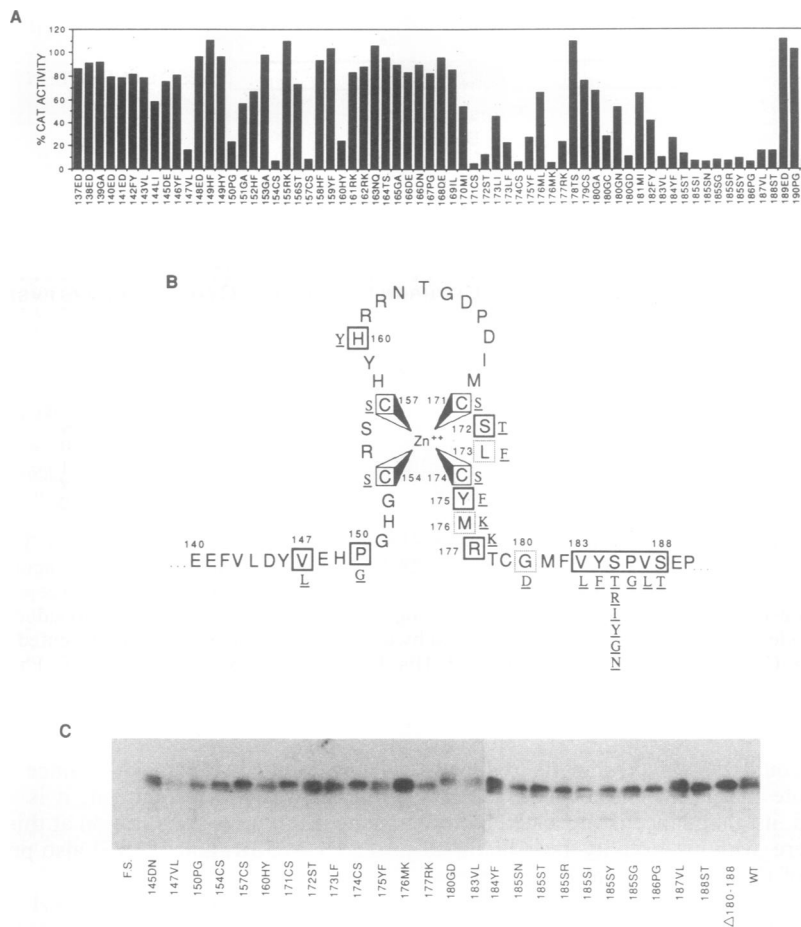 A
% CAT ACTIVITY
120
100
80
60
40
20
0
137ED
138ED
139GA
140ED
141ED
142FY
143VL
144LI
145DE
146YF
147VL
148ED
149HF
149HY
150PG
151GA
152HF
153GA
154CS
155RK
156ST
157CS
158HF
159YF
160HY
161RK
162RK
163NQ
164TS
165GA
166DE
166DN
167PG
168DE
169IL
170MI
171CS
172ST
173LI
173LF
174CS
175YF
176ML
176MK
177RK
178TS
179CS
180GA
180GC
180GN
180GD
181MI
182FY
183VL
184YF
185ST
185SI
185SN
185SG
185SR
185SY
186PG
187VL
188ST
189ED
190PG
B
R R N T G D P D I M
Y H 160
Y
H
S C 157 171 C S
S 172 S T
Zn++
R 173 L F
S C 154 174 C S
G 175 Y F
H 176 M K
G 177 R K
140 147 150 180 183 188
...EEFVLDYVEHP TCGMFVYSPVSEP...
L G D L F T G L T
R
I
Y
G
N
C
F.S.
145DN
147VL
150PG
154CS
157CS
160HY
171CS
172ST
173LF
174CS
175YF
176MK
177RK
180GD
183VL
184YF
185SN
185ST
185SR
185SI
185SY
185SG
186PG
187VL
188ST
△180-188
WT